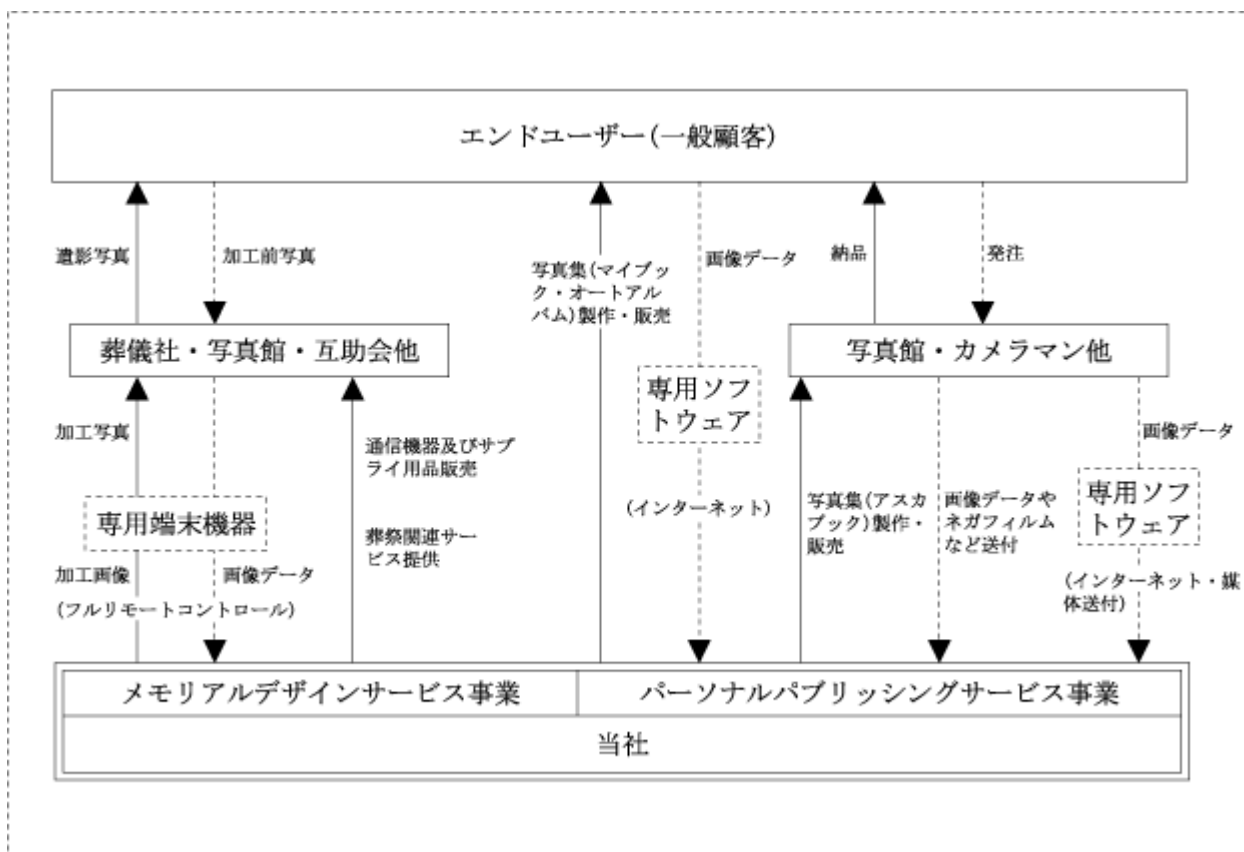 エンドユーザー(一般顧客)
遺影写真
加工前写真
写真集(マイブッ
ク・オートアル
バム)製作・販売
画像データ
納品
発注
葬儀社・写真館・互助会他
写真館・カメラマン他
専用ソフ
トウェア
加工写真
通信機器及びサプ
ライ用品販売
画像データ
専用端末機器
(インターネット)
写真集(アスカ
ブック)製作・
販売
画像データや
ネガフィルム
など送付
専用ソフ
トウェア
葬祭関連サー
ビス提供
加工画像
画像データ
(フルリモートコントロール)
(インターネット・媒
体送付)
メモリアルデザインサービス事業
パーソナルパブリッシングサービス事業
当社